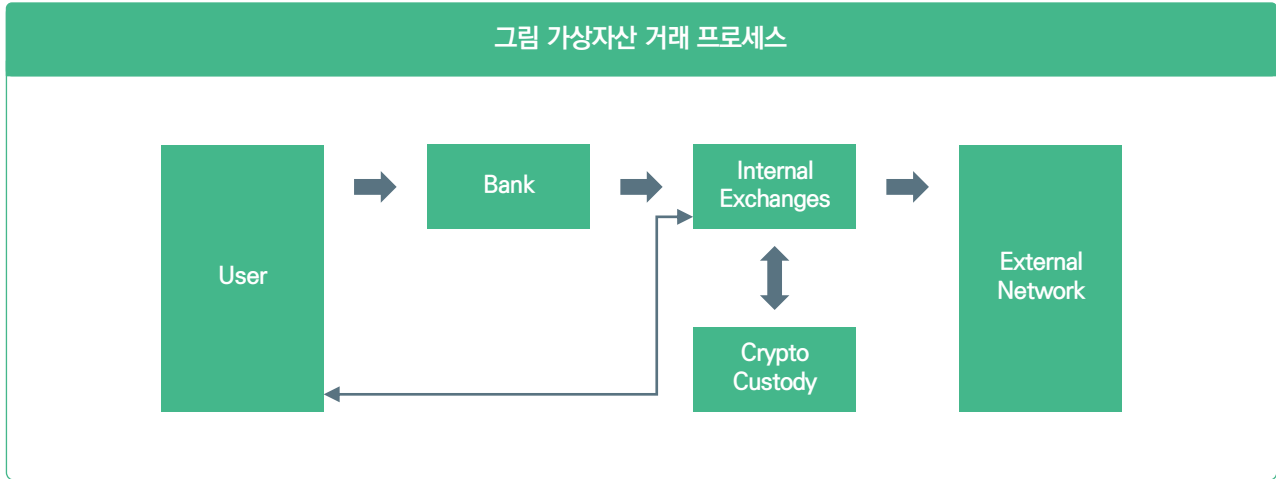 그림 가상자산 거래 프로세스
User
Bank
Internal
Exchanges
Crypto
Custody
External
Network